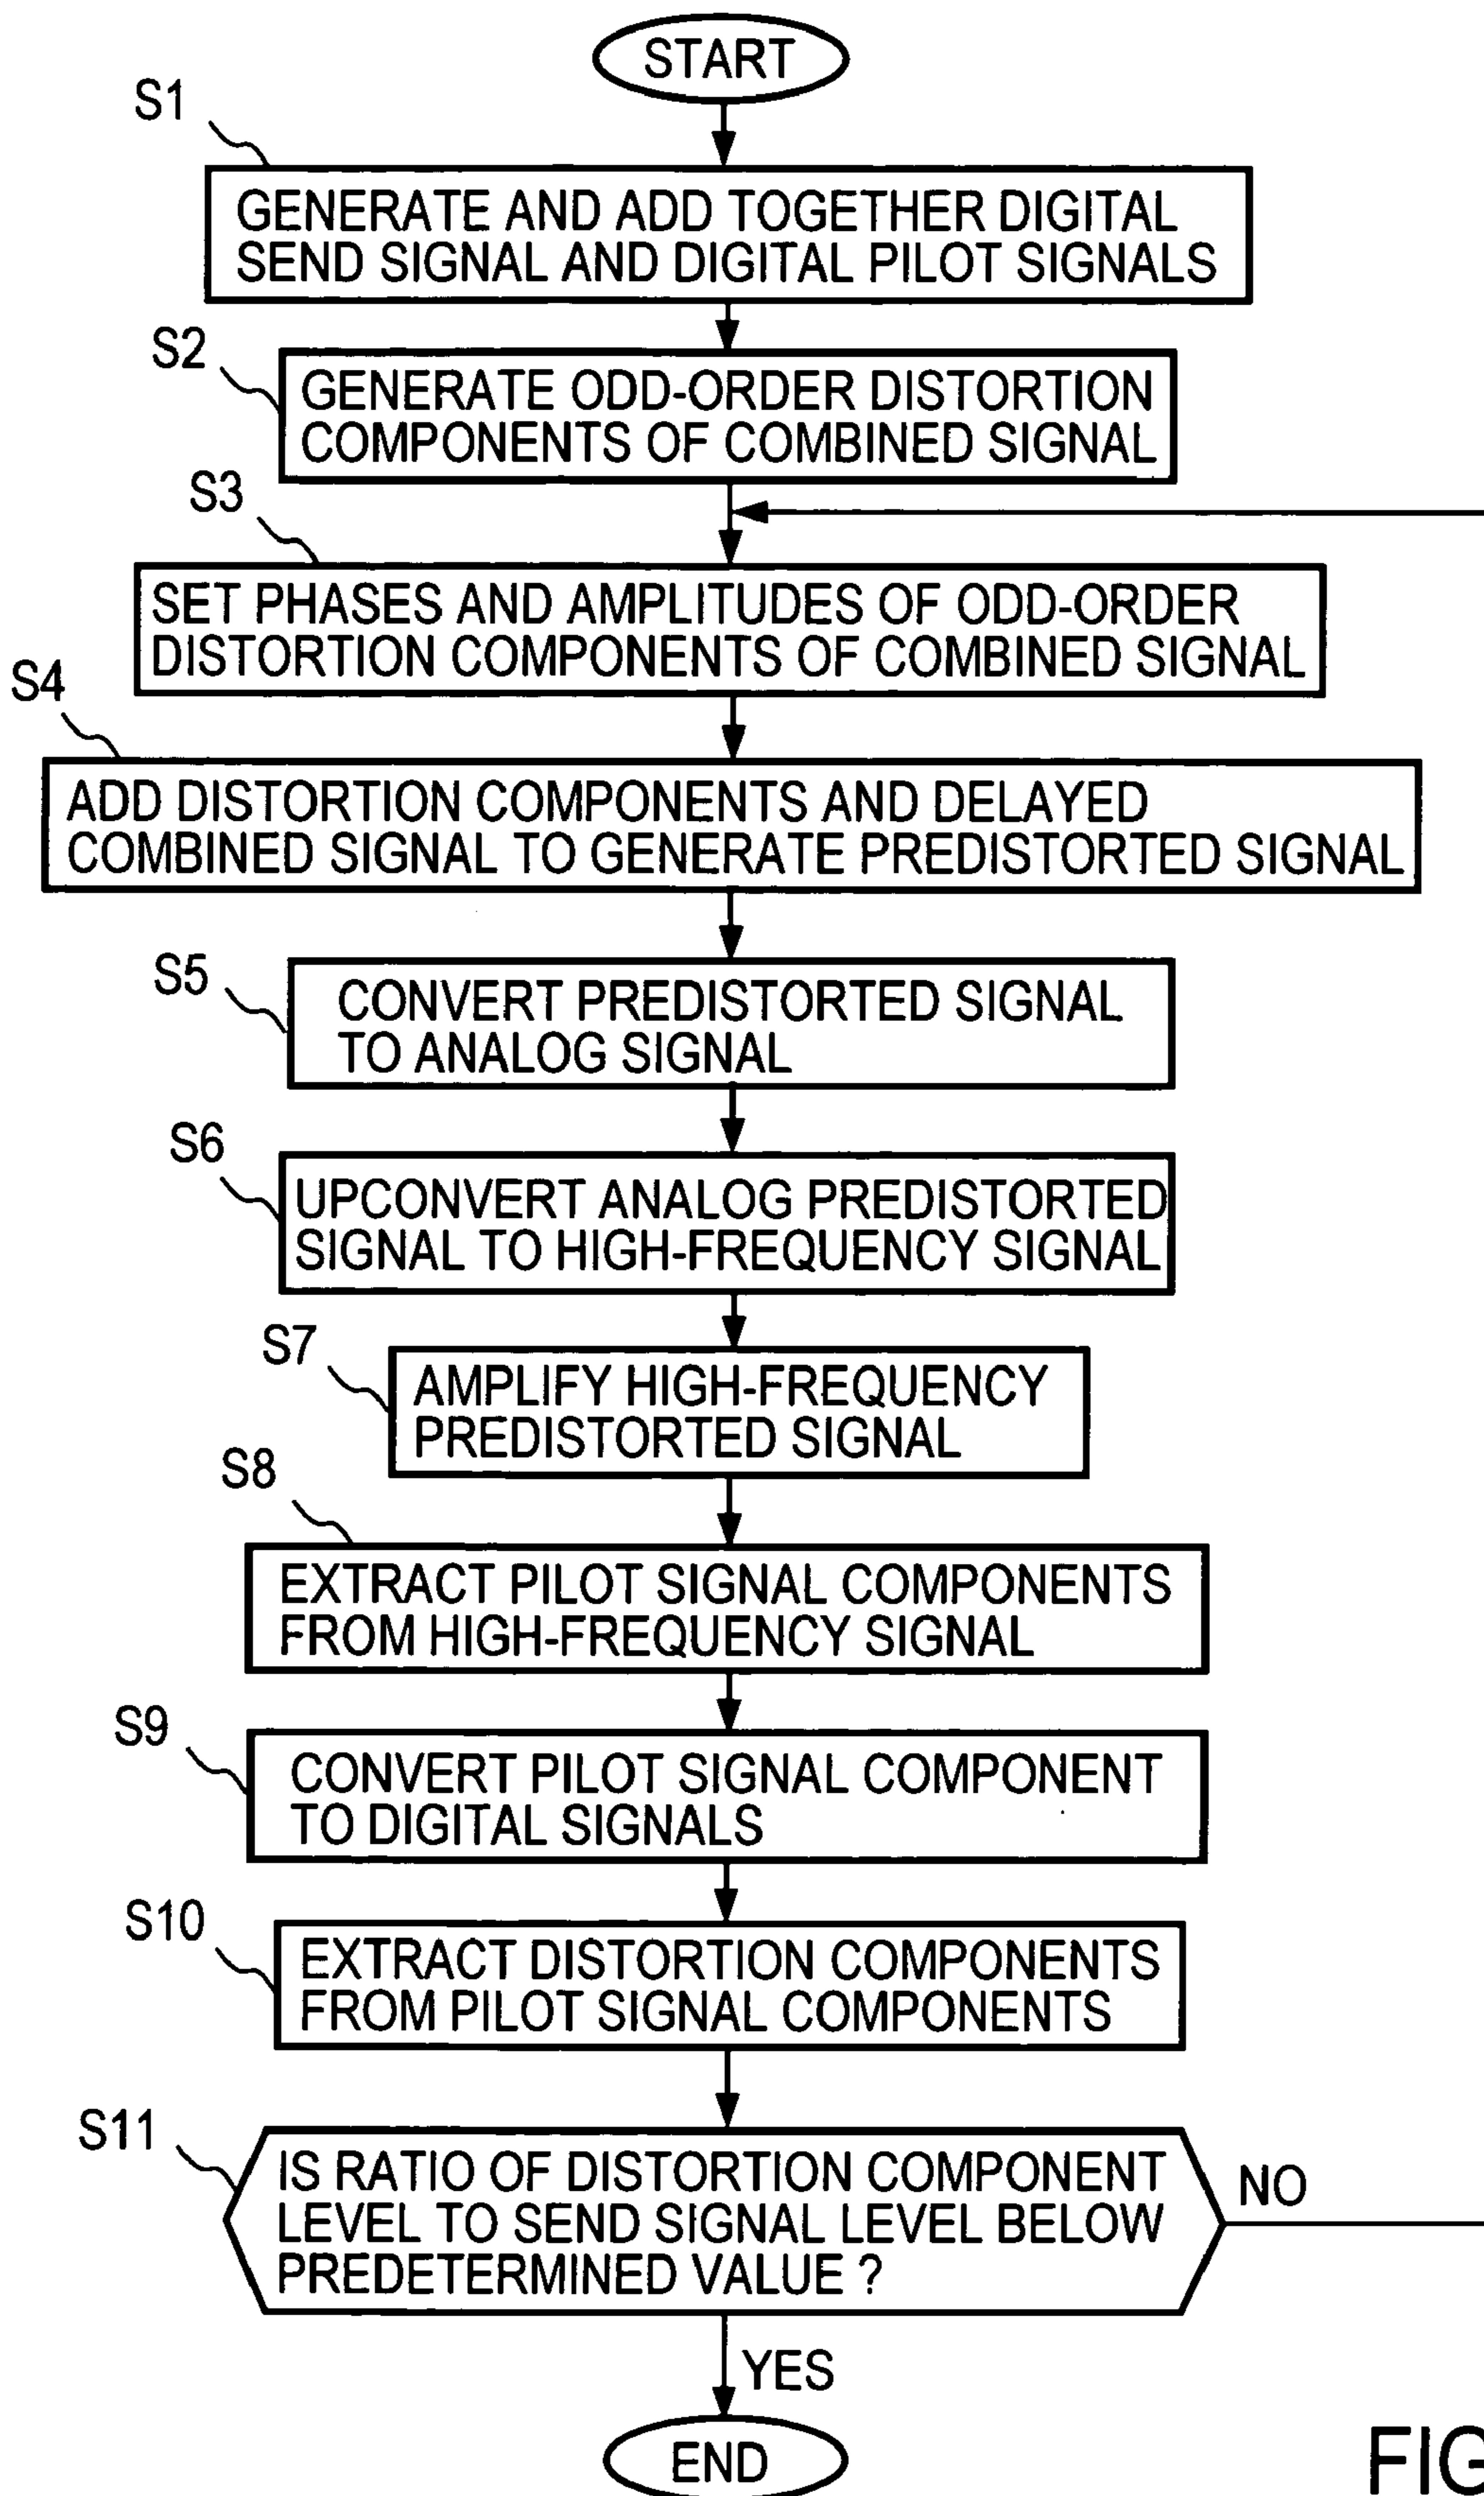 START
S1
GENERATE AND ADD TOGETHER DIGITAL
SEND SIGNAL AND DIGITAL PILOT SIGNALS
S2
GENERATE ODD-ORDER DISTORTION
COMPONENTS OF COMBINED SIGNAL
S3
SET PHASES AND AMPLITUDES OF ODD-ORDER
DISTORTION COMPONENTS OF COMBINED SIGNAL
S4
ADD DISTORTION COMPONENTS AND DELAYED
COMBINED SIGNAL TO GENERATE PREDISTORTED SIGNAL
S5
CONVERT PREDISTORTED SIGNAL
TO ANALOG SIGNAL
S6
UPCONVERT ANALOG PREDISTORTED
SIGNAL TO HIGH-FREQUENCY SIGNAL
S7
AMPLIFY HIGH-FREQUENCY
PREDISTORTED SIGNAL
S8
EXTRACT PILOT SIGNAL COMPONENTS
FROM HIGH-FREQUENCY SIGNAL
S9
CONVERT PILOT SIGNAL COMPONENT
TO DIGITAL SIGNALS
S10
EXTRACT DISTORTION COMPONENTS
FROM PILOT SIGNAL COMPONENTS
S11
IS RATIO OF DISTORTION COMPONENT
LEVEL TO SEND SIGNAL LEVEL BELOW
PREDETERMINED VALUE ?
NO
YES
END
FIG